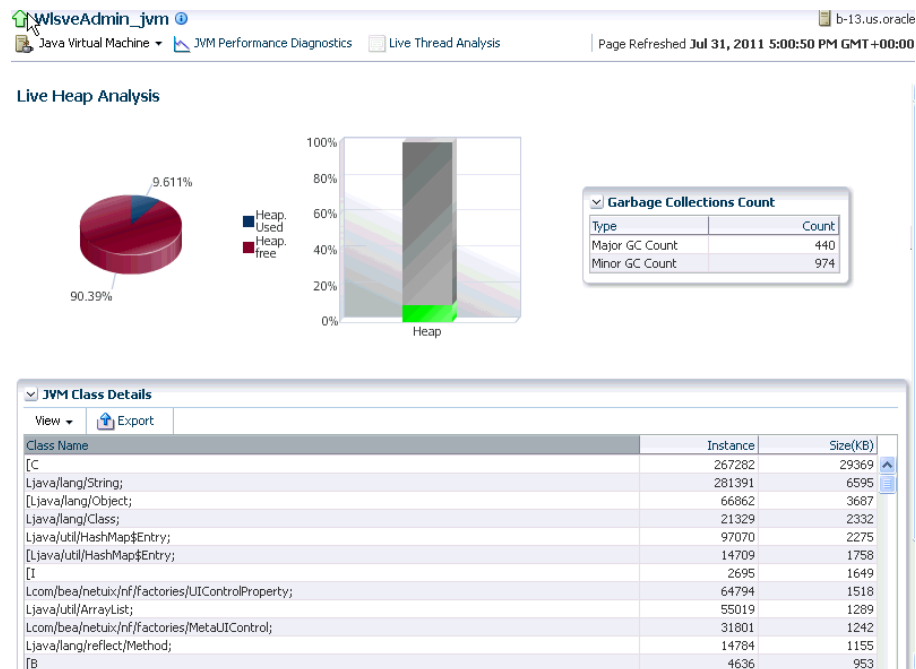 WlsveAdmin_jvm
b-13.us.oracle
Java Virtual Machine JVM Performance Diagnostics Live Thread Analysis Page Refreshed Jul 31, 2011 5:00:50 PM GMT+00:00
Live Heap Analysis
9.611%
90.39%
Heap. Used
Heap. free
100%
80%
60%
40%
20%
0%
Heap
Garbage Collections Count
Type Count
Major GC Count 440
Minor GC Count 974
JVM Class Details
View Export
Class Name Instance Size(KB)
[C 267282 29369
Ljava/lang/String; 281391 6595
[Ljava/lang/Object; 66862 3687
Ljava/lang/Class; 21329 2332
Ljava/util/HashMap$Entry; 97070 2275
[Ljava/util/HashMap$Entry; 14709 1758
[I 2695 1649
Lcom/bea/netuix/nf/factories/UIControlProperty; 64794 1518
Ljava/util/ArrayList; 55019 1289
Lcom/bea/netuix/nf/factories/MetaUIControl; 31801 1242
Ljava/lang/reflect/Method; 14784 1155
[B 4636 953